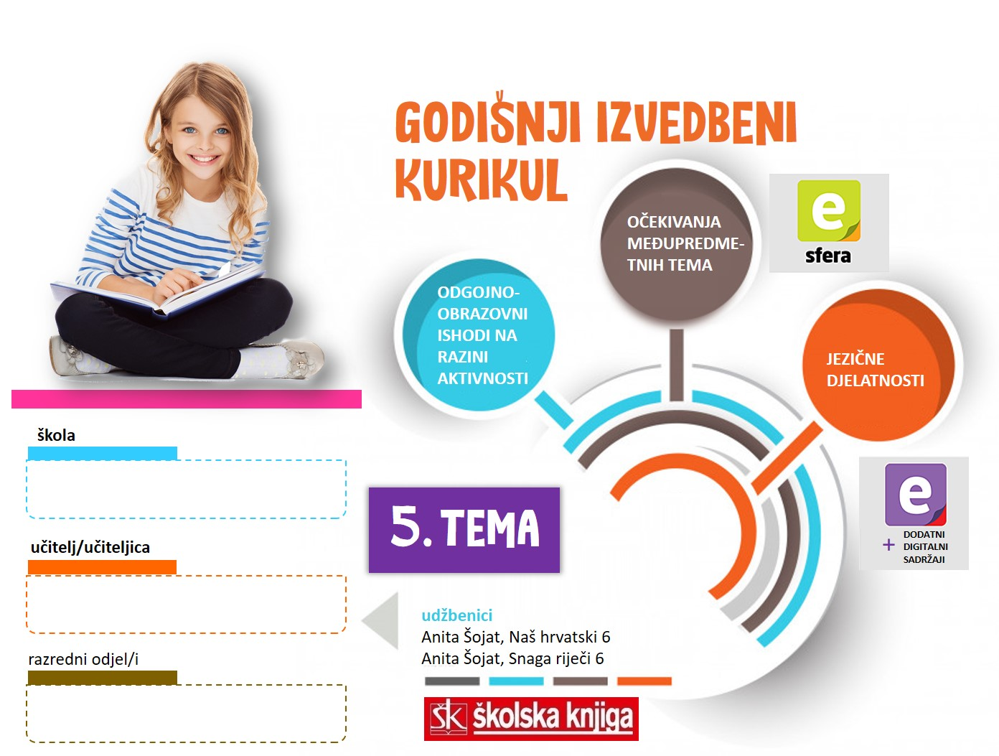 GODIŠNJI IZVEDBENI
KURIKUL
OČEKIVANJA
MEĐUPREDME-
TNIH TEMA
e
sfera
ODGOJNO-
OBRAZOVNI
ISHODI NA
RAZINI
AKTIVNOSTI
JEZIČNE
DJELATNOSTI
škola
učitelj/učiteljica
razredni odjel/i
5. TEMA
e
+ DODATNI
DIGITALNI
SADRŽAJI
udžbenici
Anita Šojat, Naš hrvatski 6
Anita Šojat, Snaga riječi 6
ŠK školska knjiga